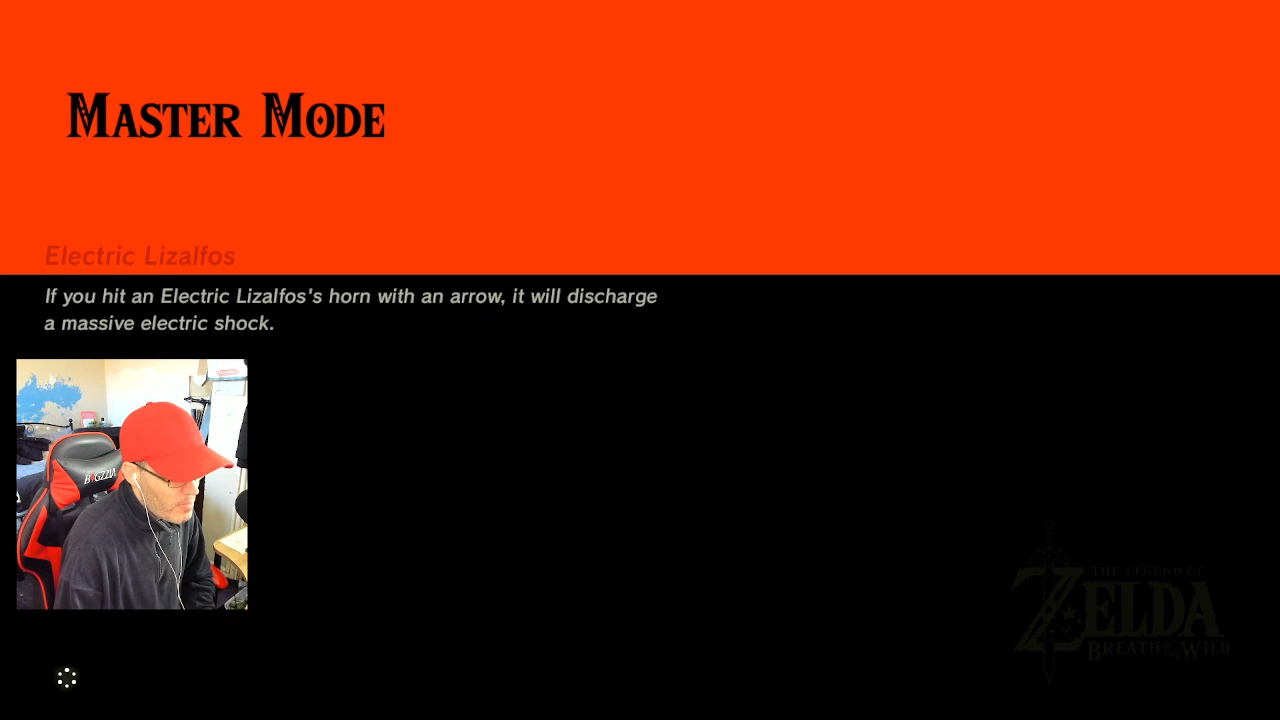 Master Mode
Electric Lizalfos
If you hit an Electric Lizalfos's horn with an arrow, it will discharge
a massive electric shock.
THE LEGEND OF
ZELDA
BREATH OF THE WILD